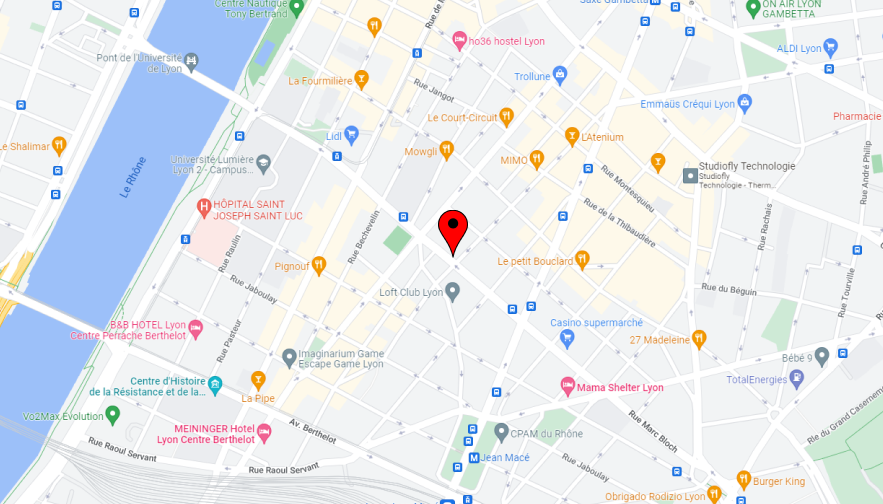 Centre Nautique
Tony Bertrand
ho36 hostel Lyon
ON AIR LYON
GAMBETTA
ALDI Lyon
Pont de l'Université
de Lyon
La Fourmilière
Rue Jangot
Trollune
Emmaüs Créqui Lyon
Pharmacie
Le Court-Circuit
L'Atenium
Lidl
Le Shalimar
Mowgli
MIMO
Université Lumière
Lyon 2 - Campus...
Studiofly Technologie
Studiofly
Technologie - Therm...
Rue André Philip
Le Rhône
Rue Montesquieu
HÔPITAL SAINT
JOSEPH SAINT LUC
Rue de la Thibaudière
Rue Rachais
Rue Bechevelin
Rue Raulin
Pignouf
Le petit Bouclard
Rue Jaboulay
Loft Club Lyon
Rue du Béguin
Rue Tourville
B&B HOTEL Lyon
Centre Perrache Berthelot
Rue Pasteur
Casino supermarché
27 Madeleine
Imaginarium Game
Escape Game Lyon
Bébé 9
Centre d'Histoire
de la Résistance et de la...
TotalEnergies
Mama Shelter Lyon
La Pipe
Vo2Max Évolution
MEININGER Hotel
Lyon Centre Berthelot
Av. Berthelot
Rue Marc Bloch
Rle du Grand Casernement
CPAM du Rhône
Rue Raoul Servant
Rue Raoul Servant
Jean Macé
Rue Jaboulay
Burger King
Obrigado Rodizio Lyon